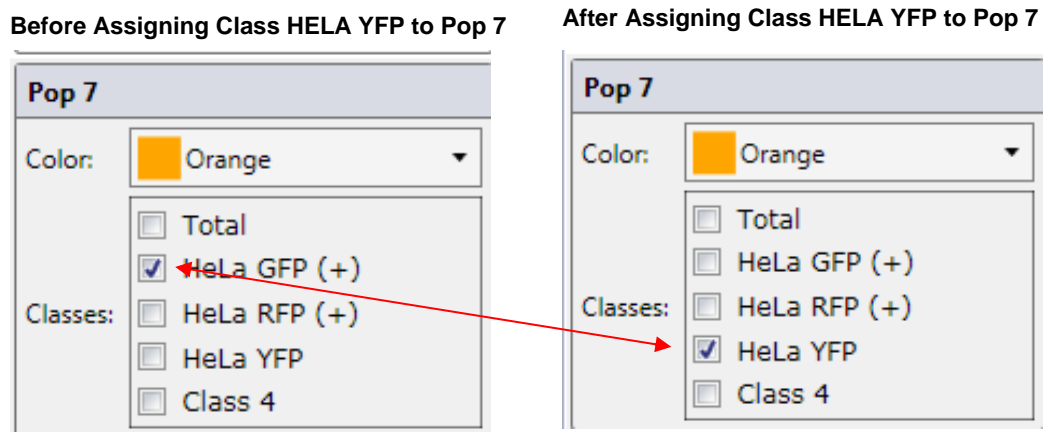 Before Assigning Class HELA YFP to Pop 7
Pop 7
Color: Orange
Total
HeLa GFP (+)
Classes: HeLa RFP (+)
HeLa YFP
Class 4
After Assigning Class HELA YFP to Pop 7
Pop 7
Color: Orange
Total
HeLa GFP (+)
Classes: HeLa RFP (+)
HeLa YFP
Class 4